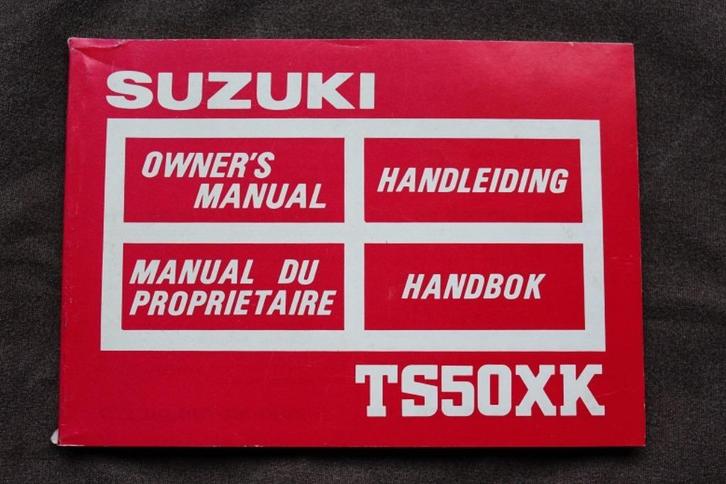 SUZUKI
OWNER'S
MANUAL
HANDLEIDING
MANUAL DU
PROPRIETAIRE
HANDBOK
TS50XK